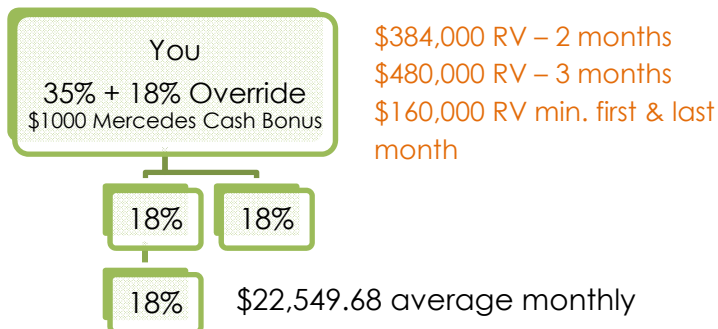 You
35% + 18% Override
$1000 Mercedes Cash Bonus
$384,000 RV – 2 months
$480,000 RV – 3 months
$160,000 RV min. first & last
month
18%
18%
18%
$22,549.68 average monthly